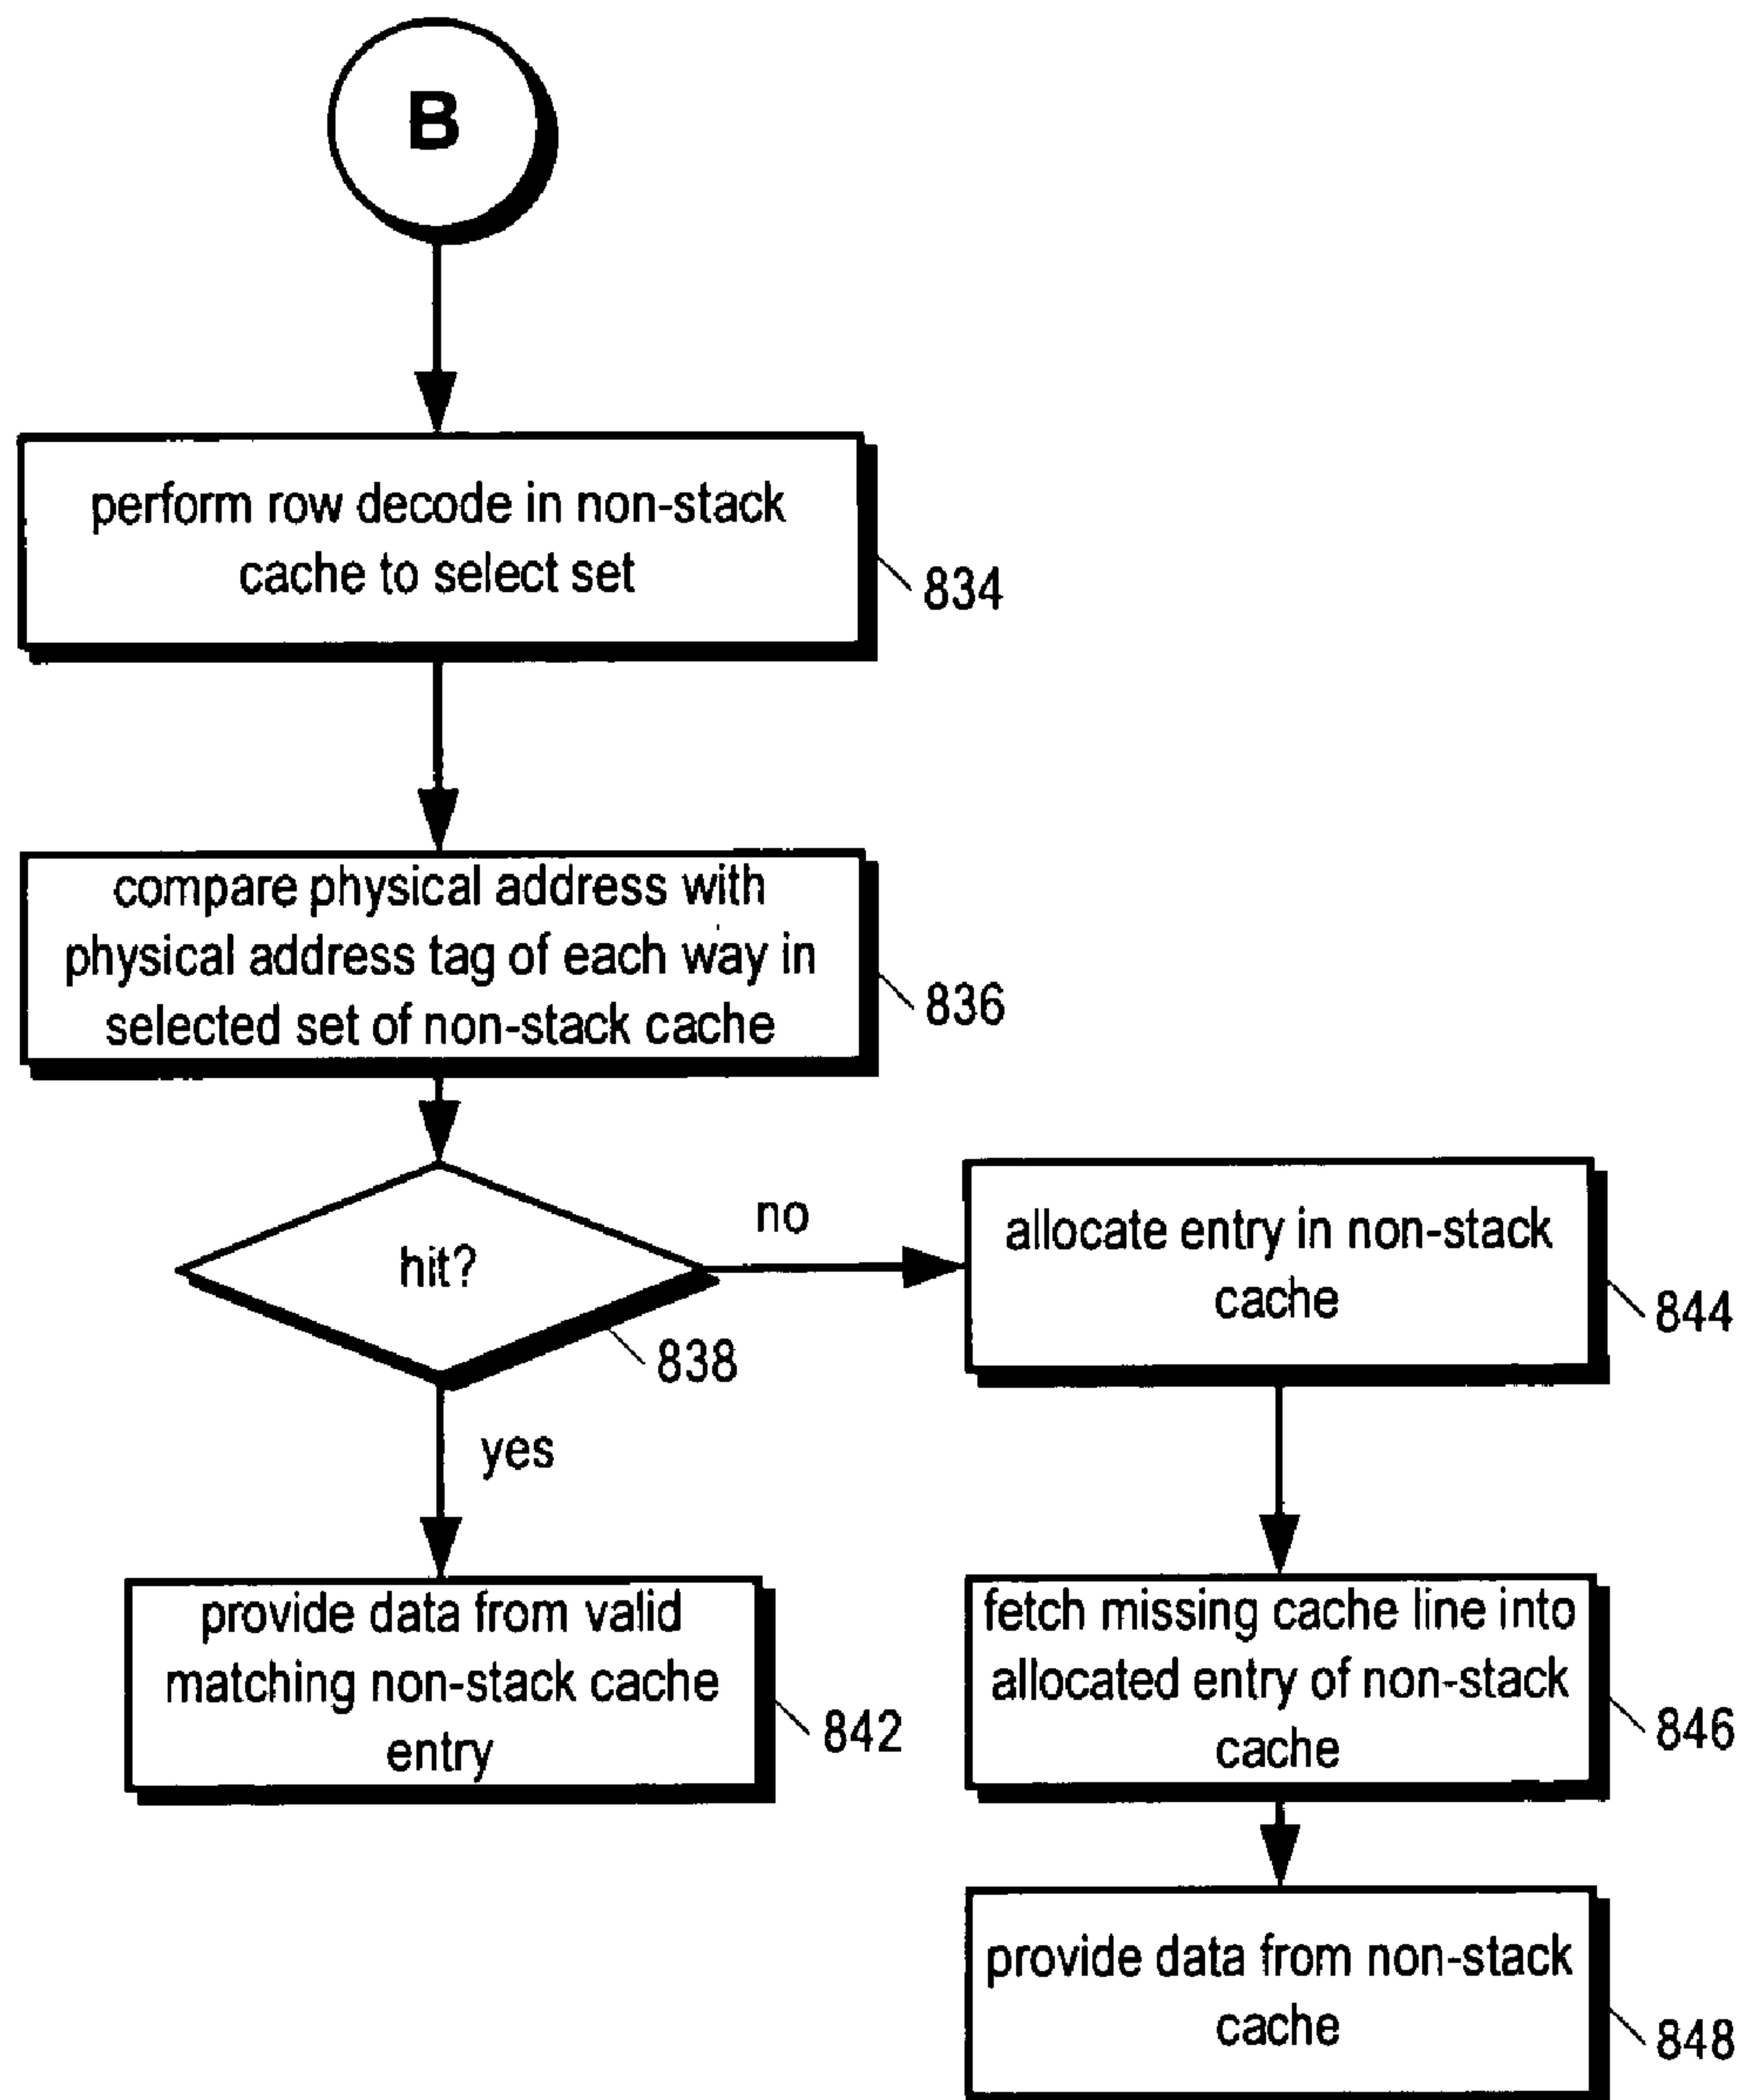 B
perform row decode in non-stack
cache to select set
834
compare physical address with
physical address tag of each way in
selected set of non-stack cache
836
hit?
838
no
yes
allocate entry in non-stack
cache
844
provide data from valid
matching non-stack cache
entry
842
fetch missing cache line into
allocated entry of non-stack
cache
846
provide data from non-stack
cache
848